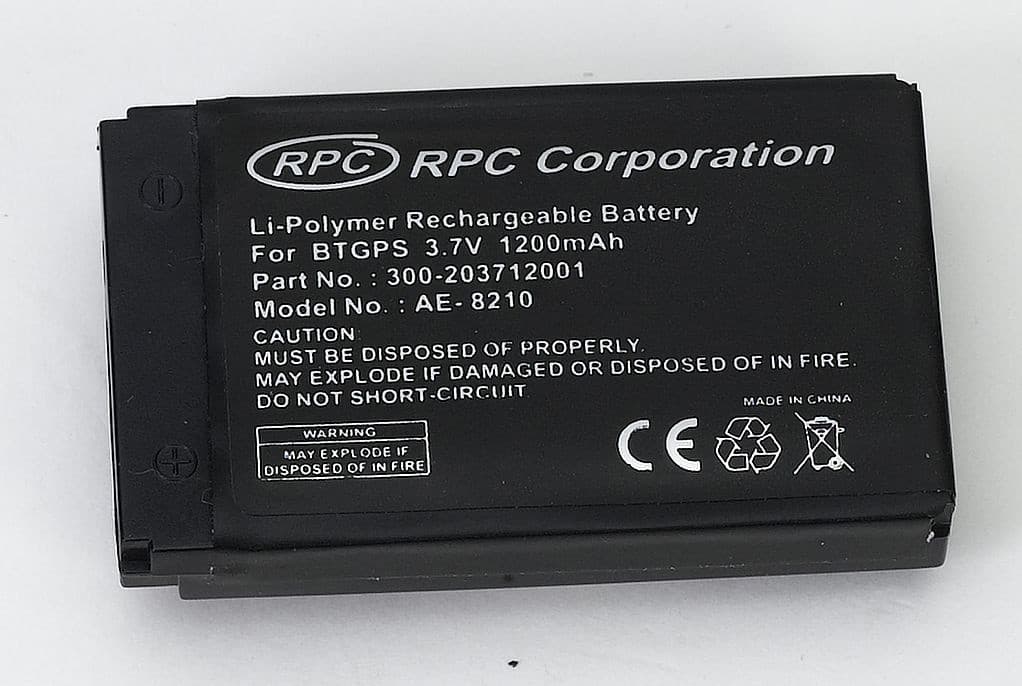 RPC RPC Corporation
Li-Polymer Rechargeable Battery
For BTGPS 3.7V 1200mAh
Part No. : 300-203712001
Model No. : AE- 8210
CAUTION
MUST BE DISPOSED OF PROPERLY.
MAY EXPLODE IF DAMAGED OR DISPOSED OF IN FIRE.
DO NOT SHORT-CIRCUIT
MADE IN CHINA
WARNING
MAY EXPLODE IF
DISPOSED OF IN FIRE
CE